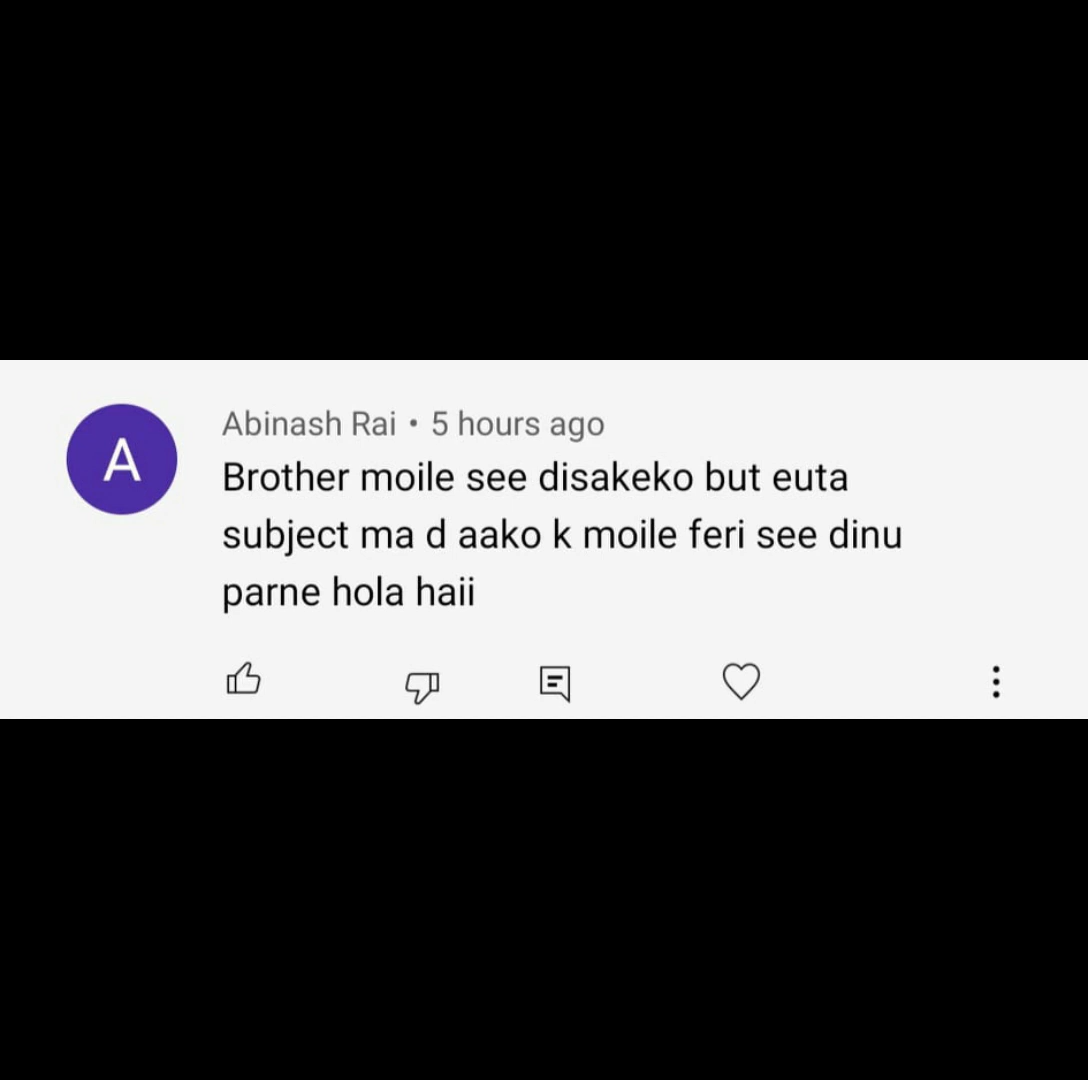 A
Abinash Rai • 5 hours ago
Brother moile see disakeko but euta
subject ma d aako k moile feri see dinu
parne hola haii